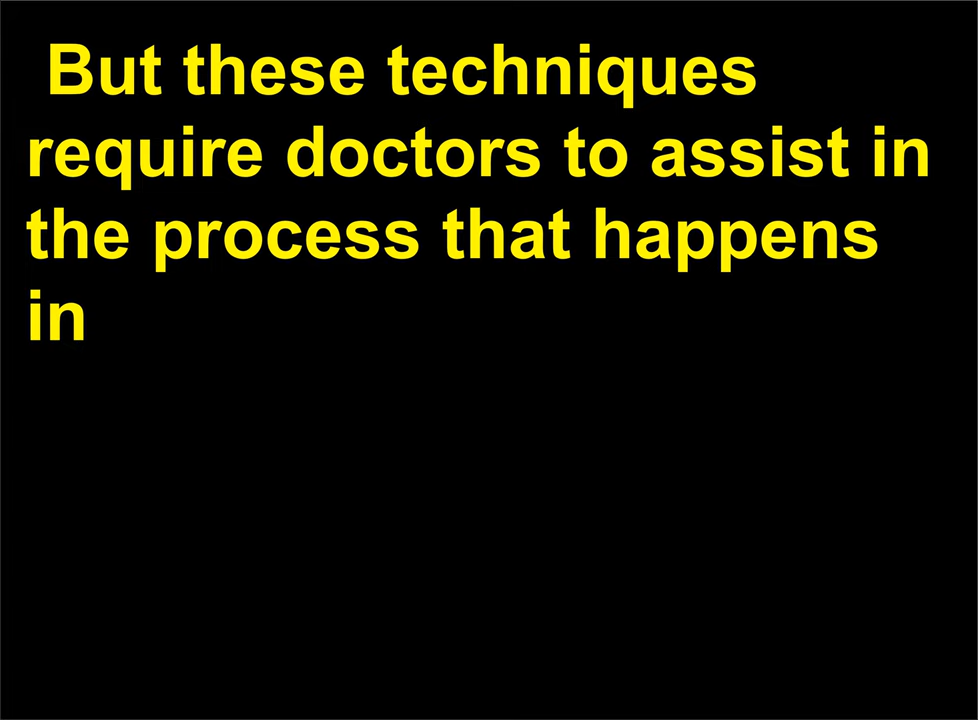 But these techniques
require doctors to assist in
the process that happens
in